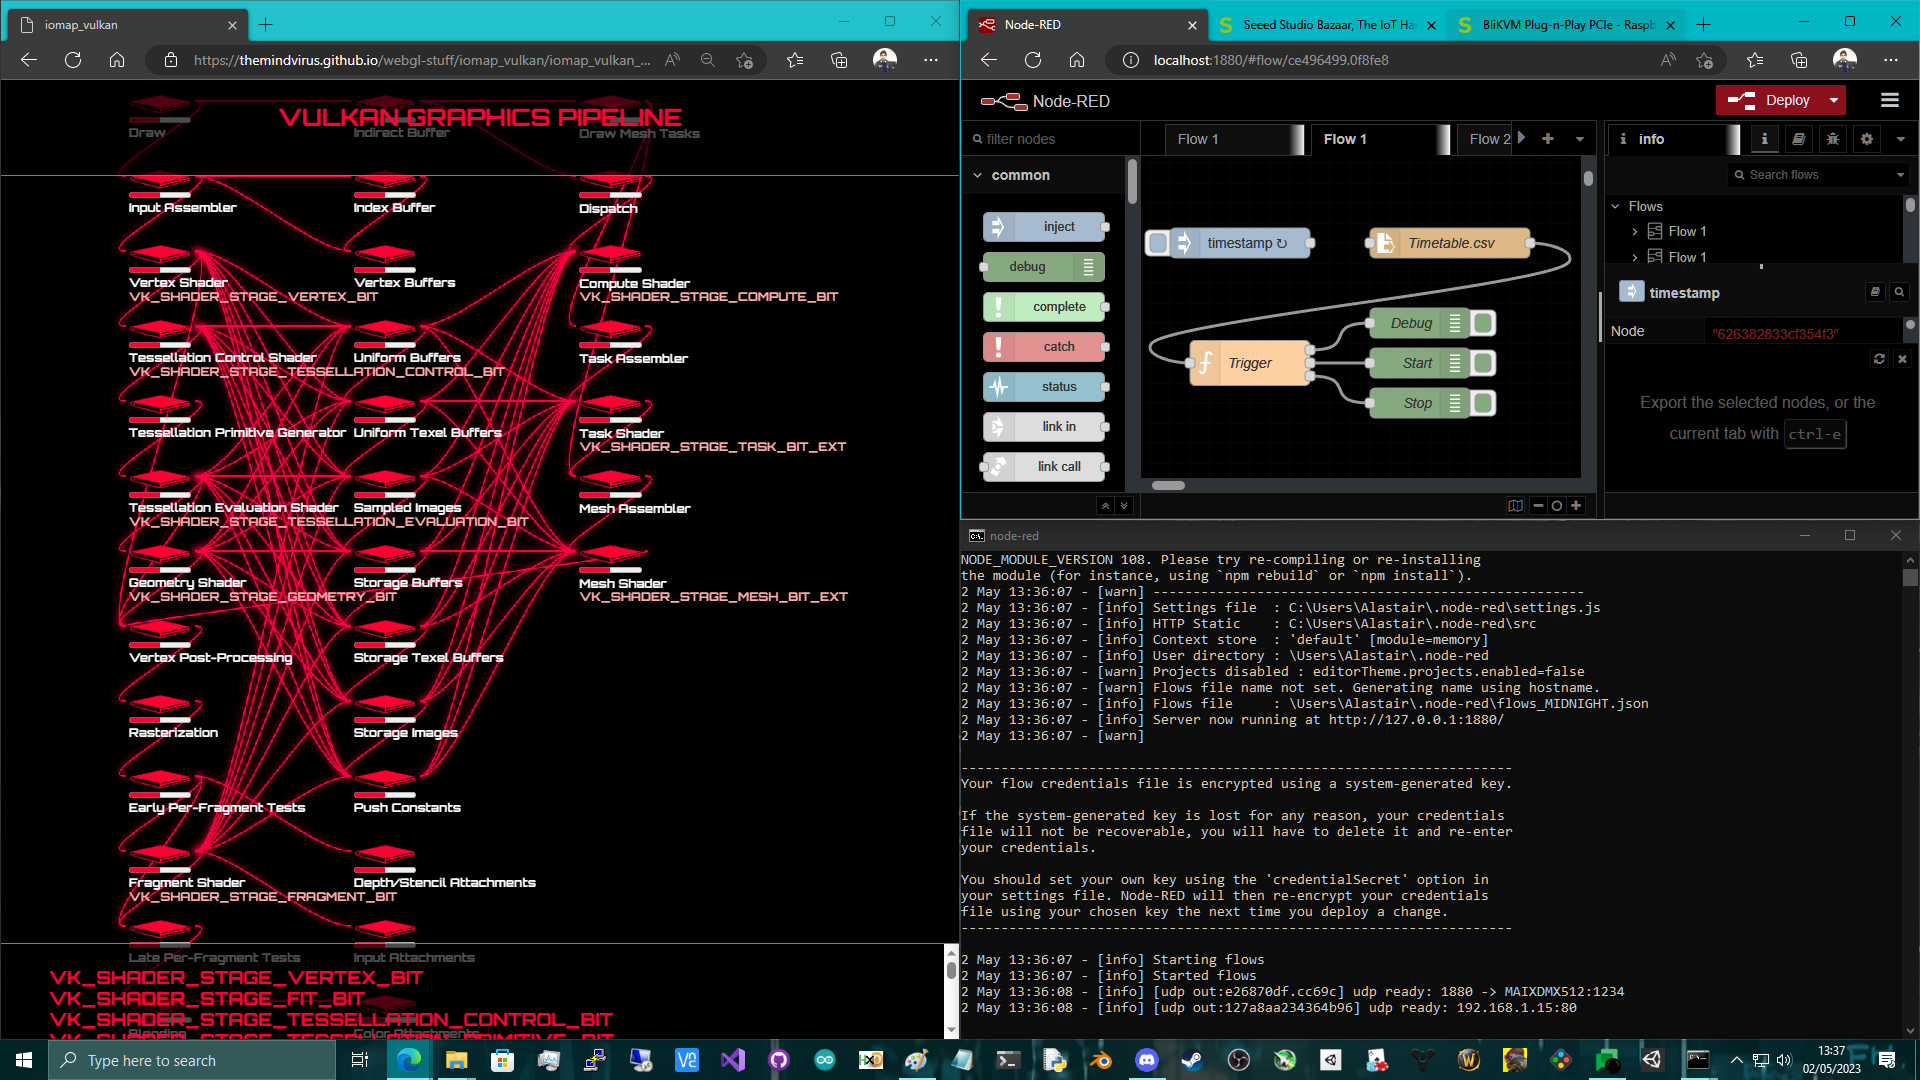 iomap_vulkan
https://themindvirus.github.io/webgl-stuff/iomap_vulkan/iomap_vulkan_...
VULKAN GRAPHICS PIPELINE
Draw
Indirect Buffer
Draw Mesh Tasks
Input Assembler
Index Buffer
Dispatch
Vertex Shader
VK_SHADER_STAGE_VERTEX_BIT
Vertex Buffers
Compute Shader
VK_SHADER_STAGE_COMPUTE_BIT
Tessellation Control Shader
VK_SHADER_STAGE_TESSELLATION_CONTROL_BIT
Uniform Buffers
Task Assembler
Tessellation Primitive Generator
Uniform Texel Buffers
Task Shader
VK_SHADER_STAGE_TASK_BIT_EXT
Tessellation Evaluation Shader
VK_SHADER_STAGE_TESSELLATION_EVALUATION_BIT
Sampled Images
Mesh Assembler
Geometry Shader
VK_SHADER_STAGE_GEOMETRY_BIT
Storage Buffers
Mesh Shader
VK_SHADER_STAGE_MESH_BIT_EXT
Vertex Post-Processing
Storage Texel Buffers
Rasterization
Storage Images
Early Per-Fragment Tests
Push Constants
Fragment Shader
VK_SHADER_STAGE_FRAGMENT_BIT
Depth/Stencil Attachments
Late Per-Fragment Tests
Input Attachments
VK_SHADER_STAGE_VERTEX_BIT
VK_SHADER_STAGE_FIT_BIT
VK_SHADER_STAGE_TESSELLATION_CONTROL_BIT
Blending
Color Attachments
Node-RED
Seeed Studio Bazaar, The IoT Har
BliKVM Plug-n-Play PCIe - Raspb
localhost:1880/#flow/ce496499.0f8fe8
Node-RED
Deploy
filter nodes
Flow 1
Flow 1
Flow 2
info
common
Search flows
inject
debug
complete
catch
status
link in
link call
timestamp ↻
Timetable.csv
Trigger
Debug
Start
Stop
Flows
Flow 1
Flow 1
timestamp
Node
"626382833cf354f3"
Export the selected nodes, or the
current tab with ctrl-e
node-red
NODE_MODULE_VERSION 108. Please try re-compiling or re-installing
the module (for instance, using `npm rebuild` or `npm install`).
2 May 13:36:07 - [warn] ------------------------------------------------------
2 May 13:36:07 - [info] Settings file  : C:\Users\Alastair\.node-red\settings.js
2 May 13:36:07 - [info] HTTP Static    : C:\Users\Alastair\.node-red\src
2 May 13:36:07 - [info] Context store  : 'default' [module=memory]
2 May 13:36:07 - [info] User directory : \Users\Alastair\.node-red
2 May 13:36:07 - [warn] Projects disabled : editorTheme.projects.enabled=false
2 May 13:36:07 - [warn] Flows file name not set. Generating name using hostname.
2 May 13:36:07 - [info] Flows file     : \Users\Alastair\.node-red\flows_MIDNIGHT.json
2 May 13:36:07 - [info] Server now running at http://127.0.0.1:1880/
2 May 13:36:07 - [warn]
---------------------------------------------------------------------
Your flow credentials file is encrypted using a system-generated key.
If the system-generated key is lost for any reason, your credentials
file will not be recoverable, you will have to delete it and re-enter
your credentials.
You should set your own key using the 'credentialSecret' option in
your settings file. Node-RED will then re-encrypt your credentials
file using your chosen key the next time you deploy a change.
---------------------------------------------------------------------
2 May 13:36:07 - [info] Starting flows
2 May 13:36:07 - [info] Started flows
2 May 13:36:08 - [info] [udp out:e26870df.cc69c] udp ready: 1880 -> MAIXDMX512:1234
2 May 13:36:08 - [info] [udp out:127a8aa234364b96] udp ready: 192.168.1.15:80
Type here to search
13:37
02/05/2023